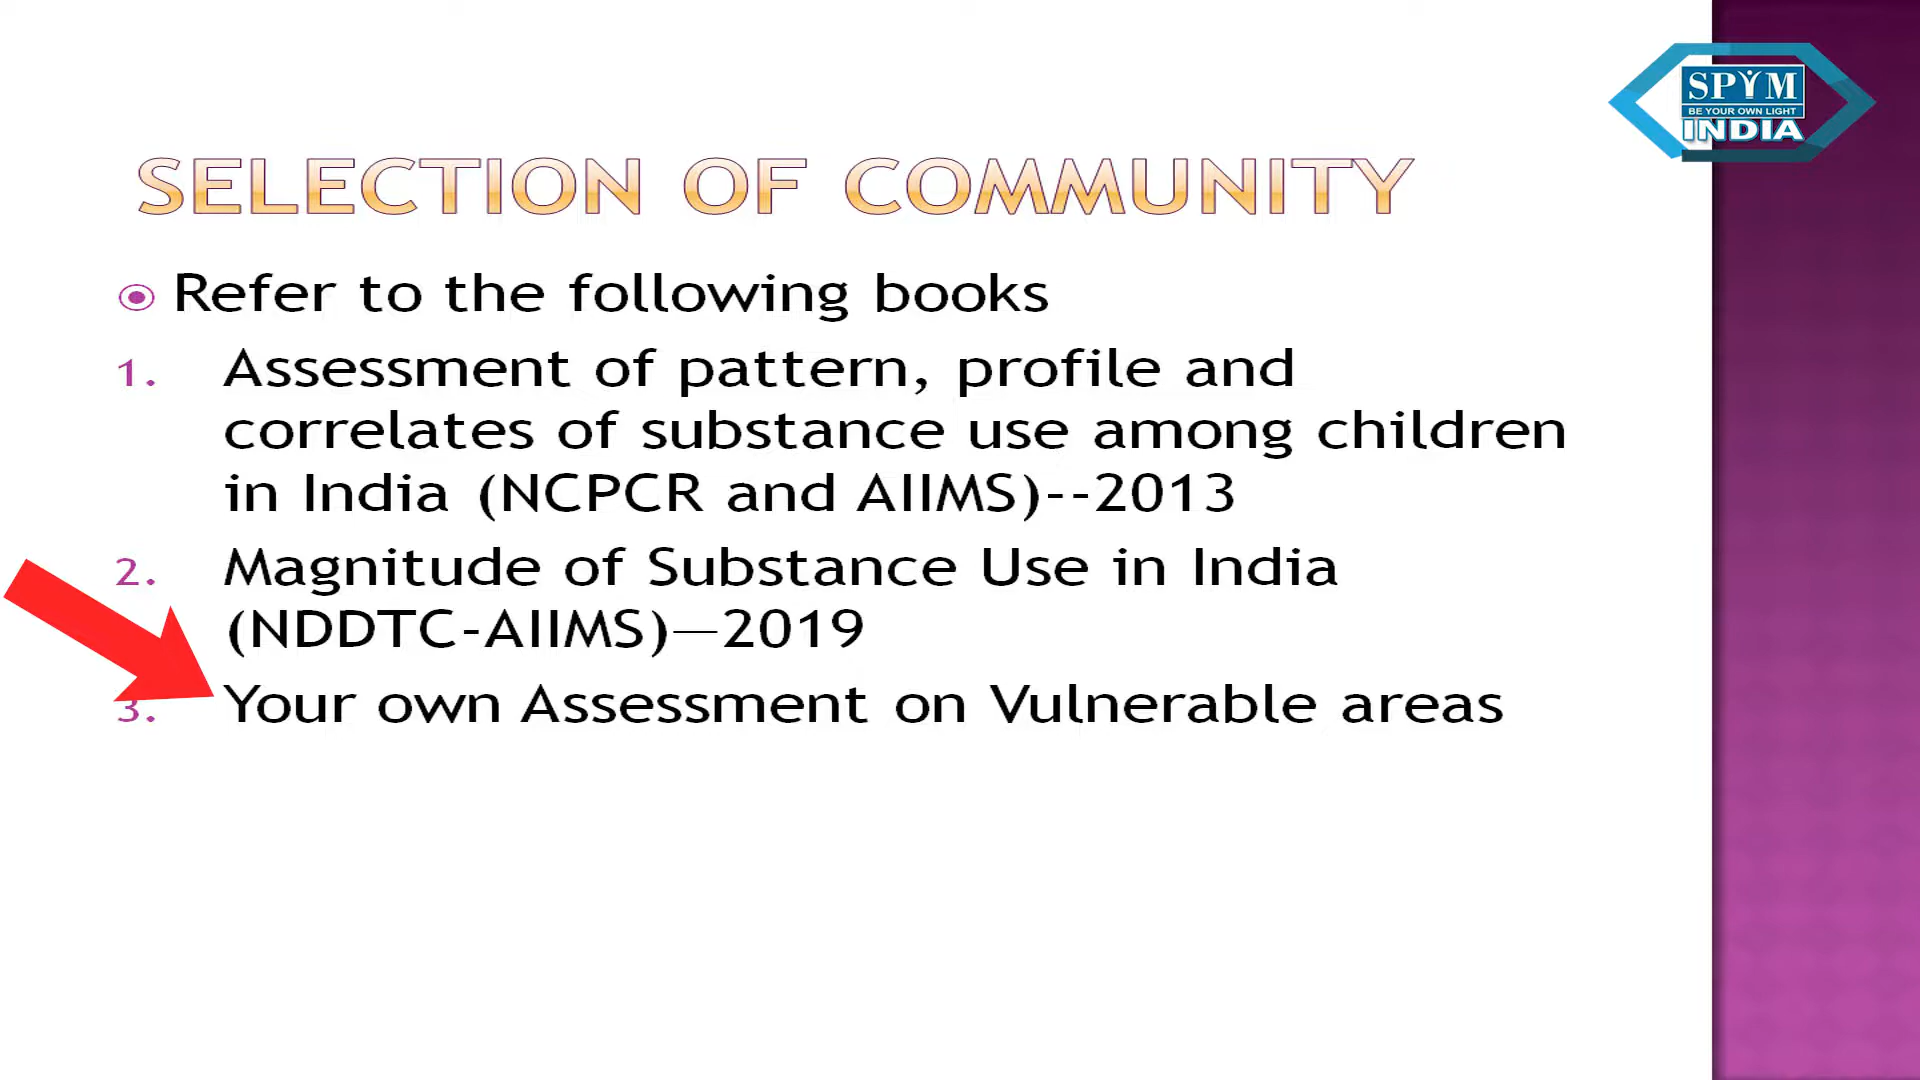 SPYM
BE YOUR OWN LIGHT
INDIA
SELECTION OF COMMUNITY
Refer to the following books
1. Assessment of pattern, profile and
correlates of substance use among children
in India (NCPCR and AIIMS)--2013
2. Magnitude of Substance Use in India
(NDDTC-AIIMS)—2019
3. Your own Assessment on Vulnerable areas